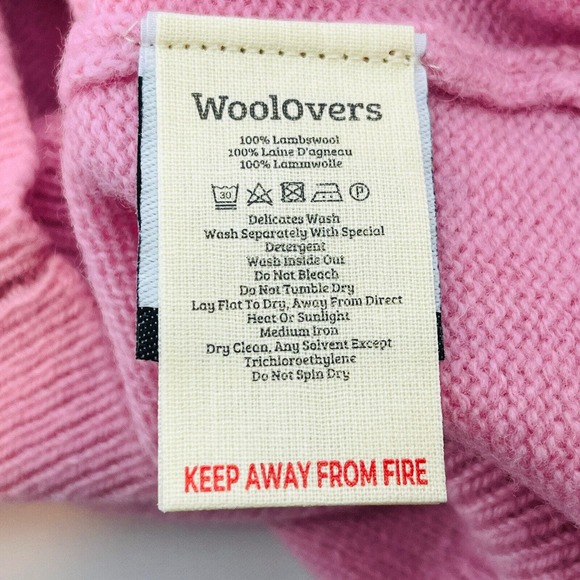 WoolOvers
100% Lambswool
100% Laine D'agneau
100% Lammwolle
30 P
Delicates Wash
Wash Separately With Special
Detergent
Wash Inside Out
Do Not Bleach
Do Not Tumble Dry
Lay Flat To Dry, Away From Direct
Heat Or Sunlight
Medium Iron
Dry Clean, Any Solvent Except
Trichloroethylene
Do Not Spin Dry
KEEP AWAY FROM FIRE